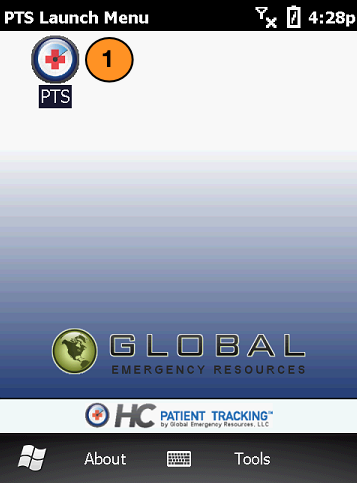 PTS Launch Menu 4:28p
1
PTS
GLOBAL
EMERGENCY RESOURCES
HC PATIENT TRACKING™
by Global Emergency Resources, LLC
About Tools